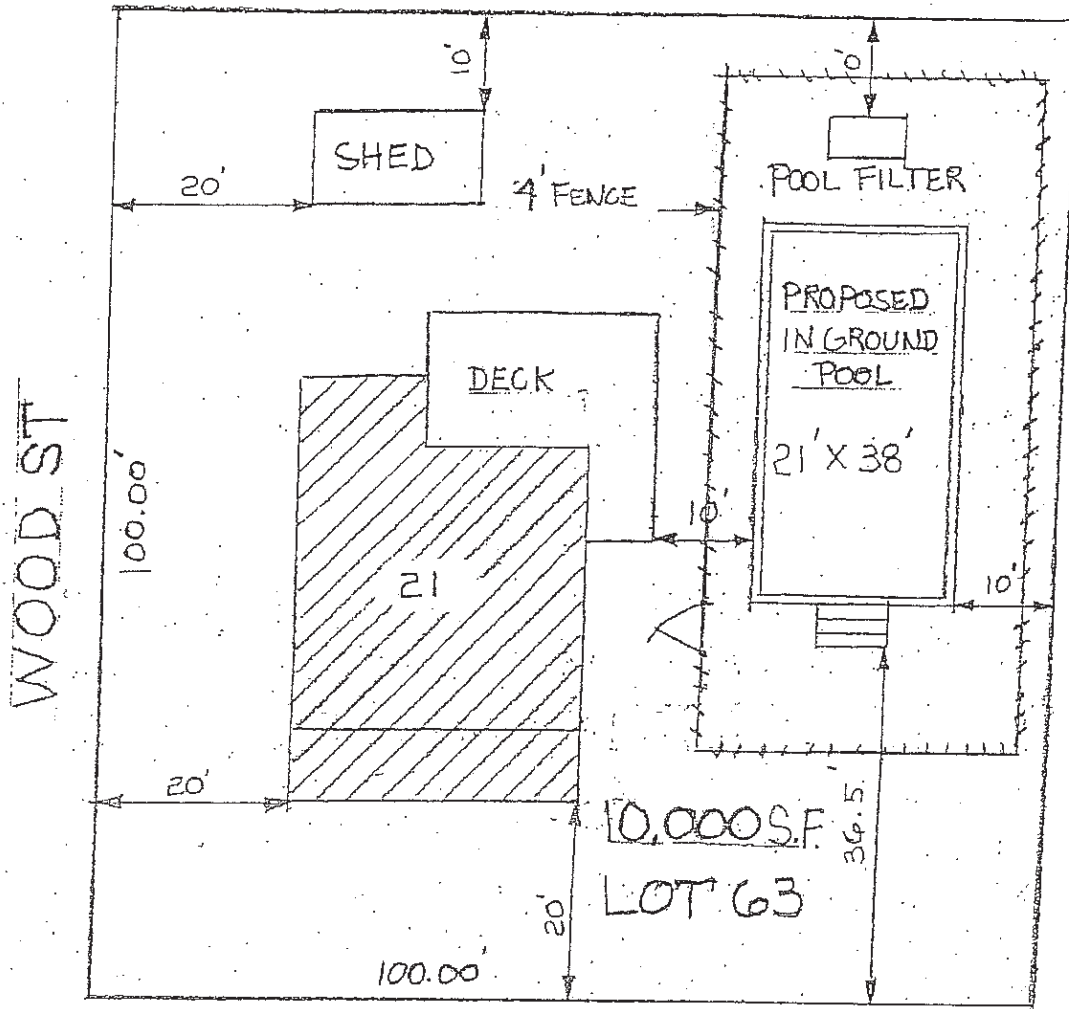 10'
0'
SHED
POOL FILTER
20'
4' FENCE
PROPOSED
IN GROUND
POOL
DECK
21' X 38'
WOOD ST
100.00'
10'
21
10'
20'
10,000 S.F.
36.5'
LOT 63
20'
100.00'